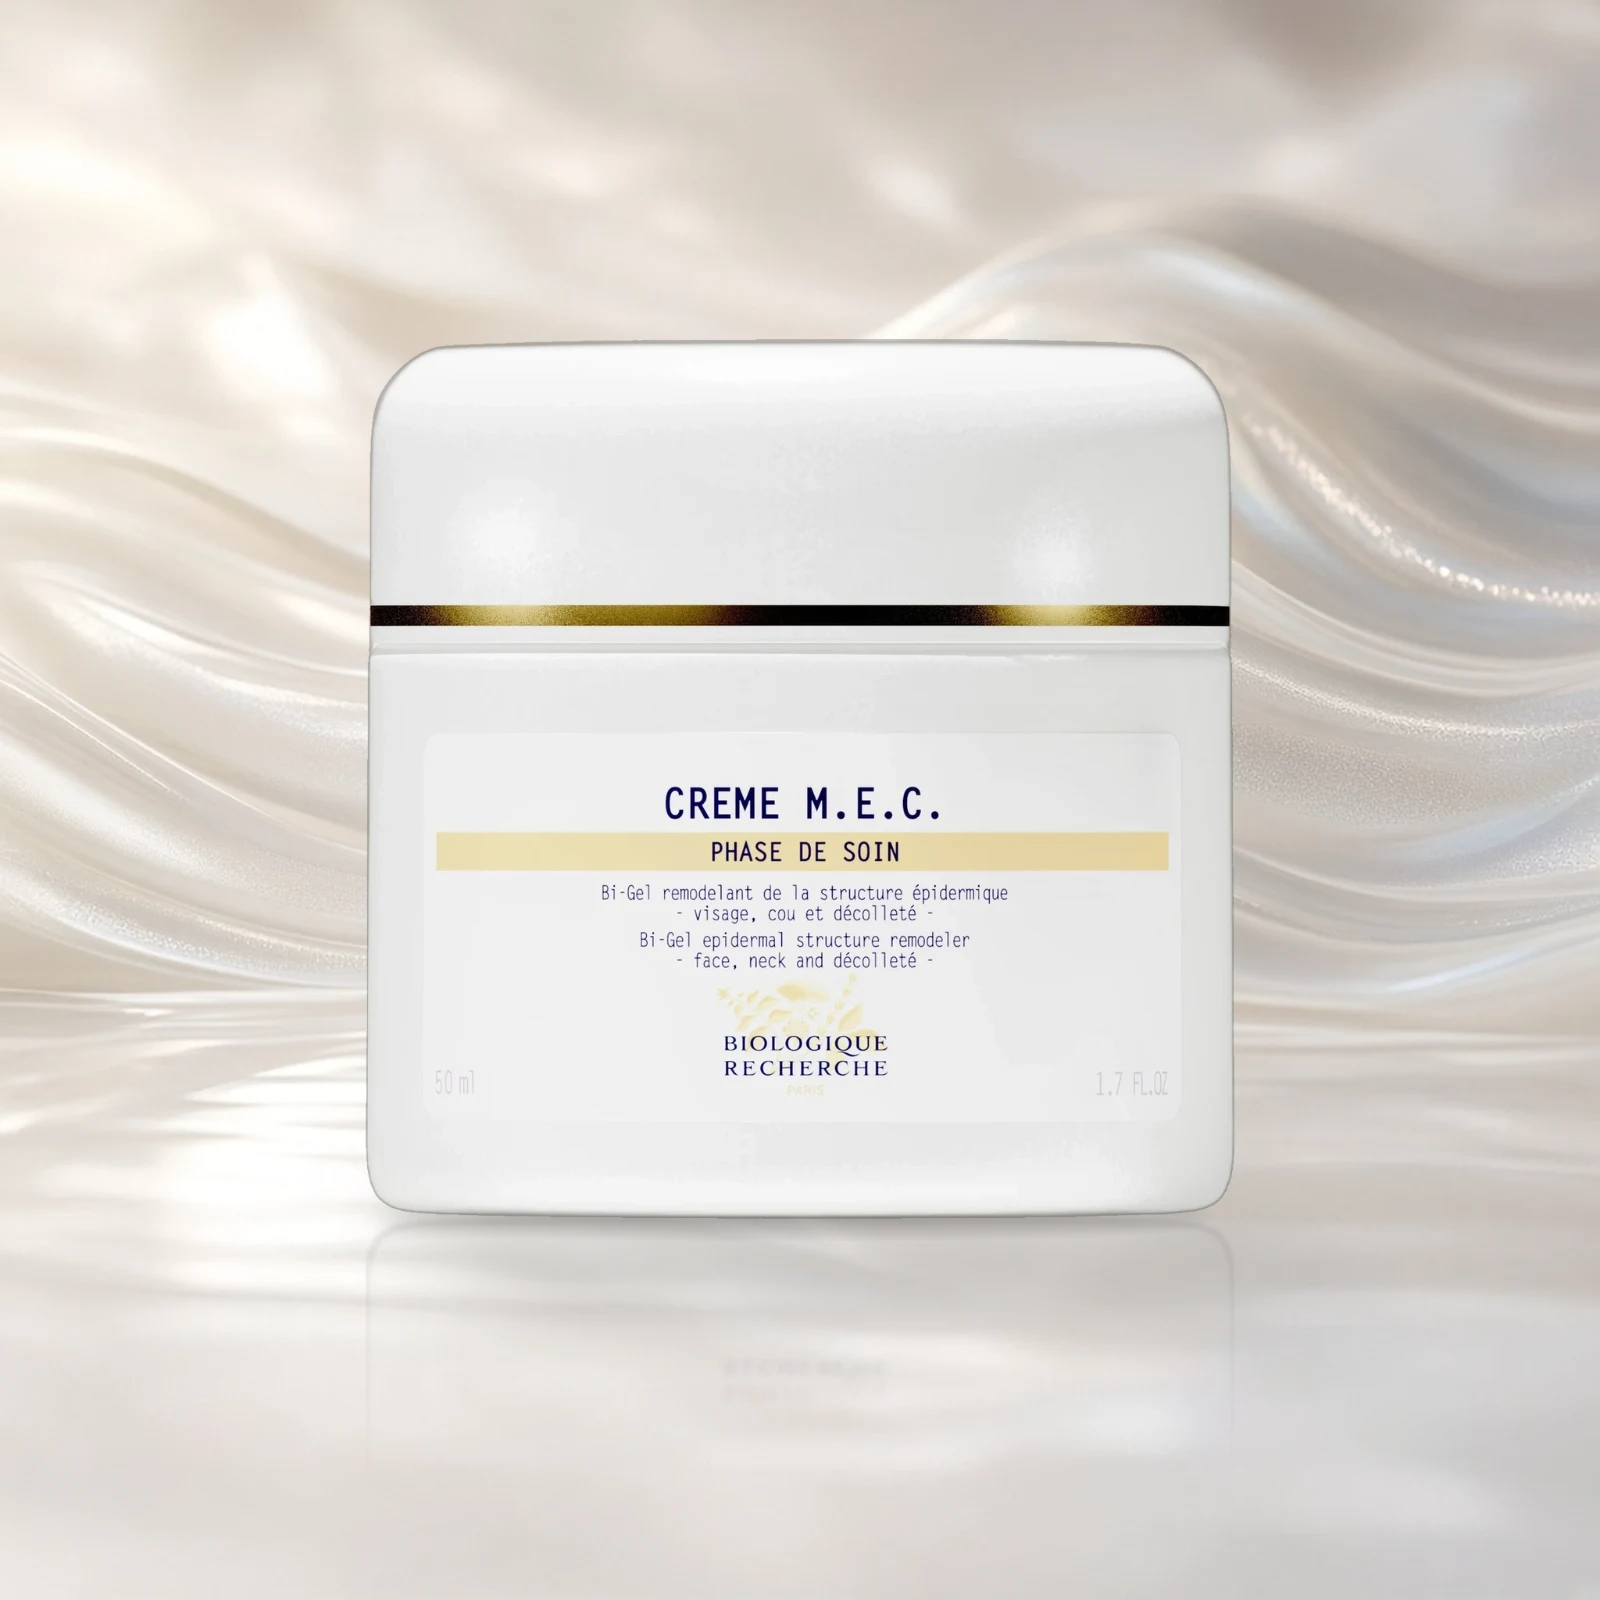 CREME M.E.C.
PHASE DE SOIN
Bi-Gel remodelant de la structure épidermique
- visage, cou et décolleté -
Bi-Gel epidermal structure remodeler
- face, neck and décolleté -
BIOLOGIQUE
RECHERCHE
PARIS
50 ml
1.7 FL.OZ